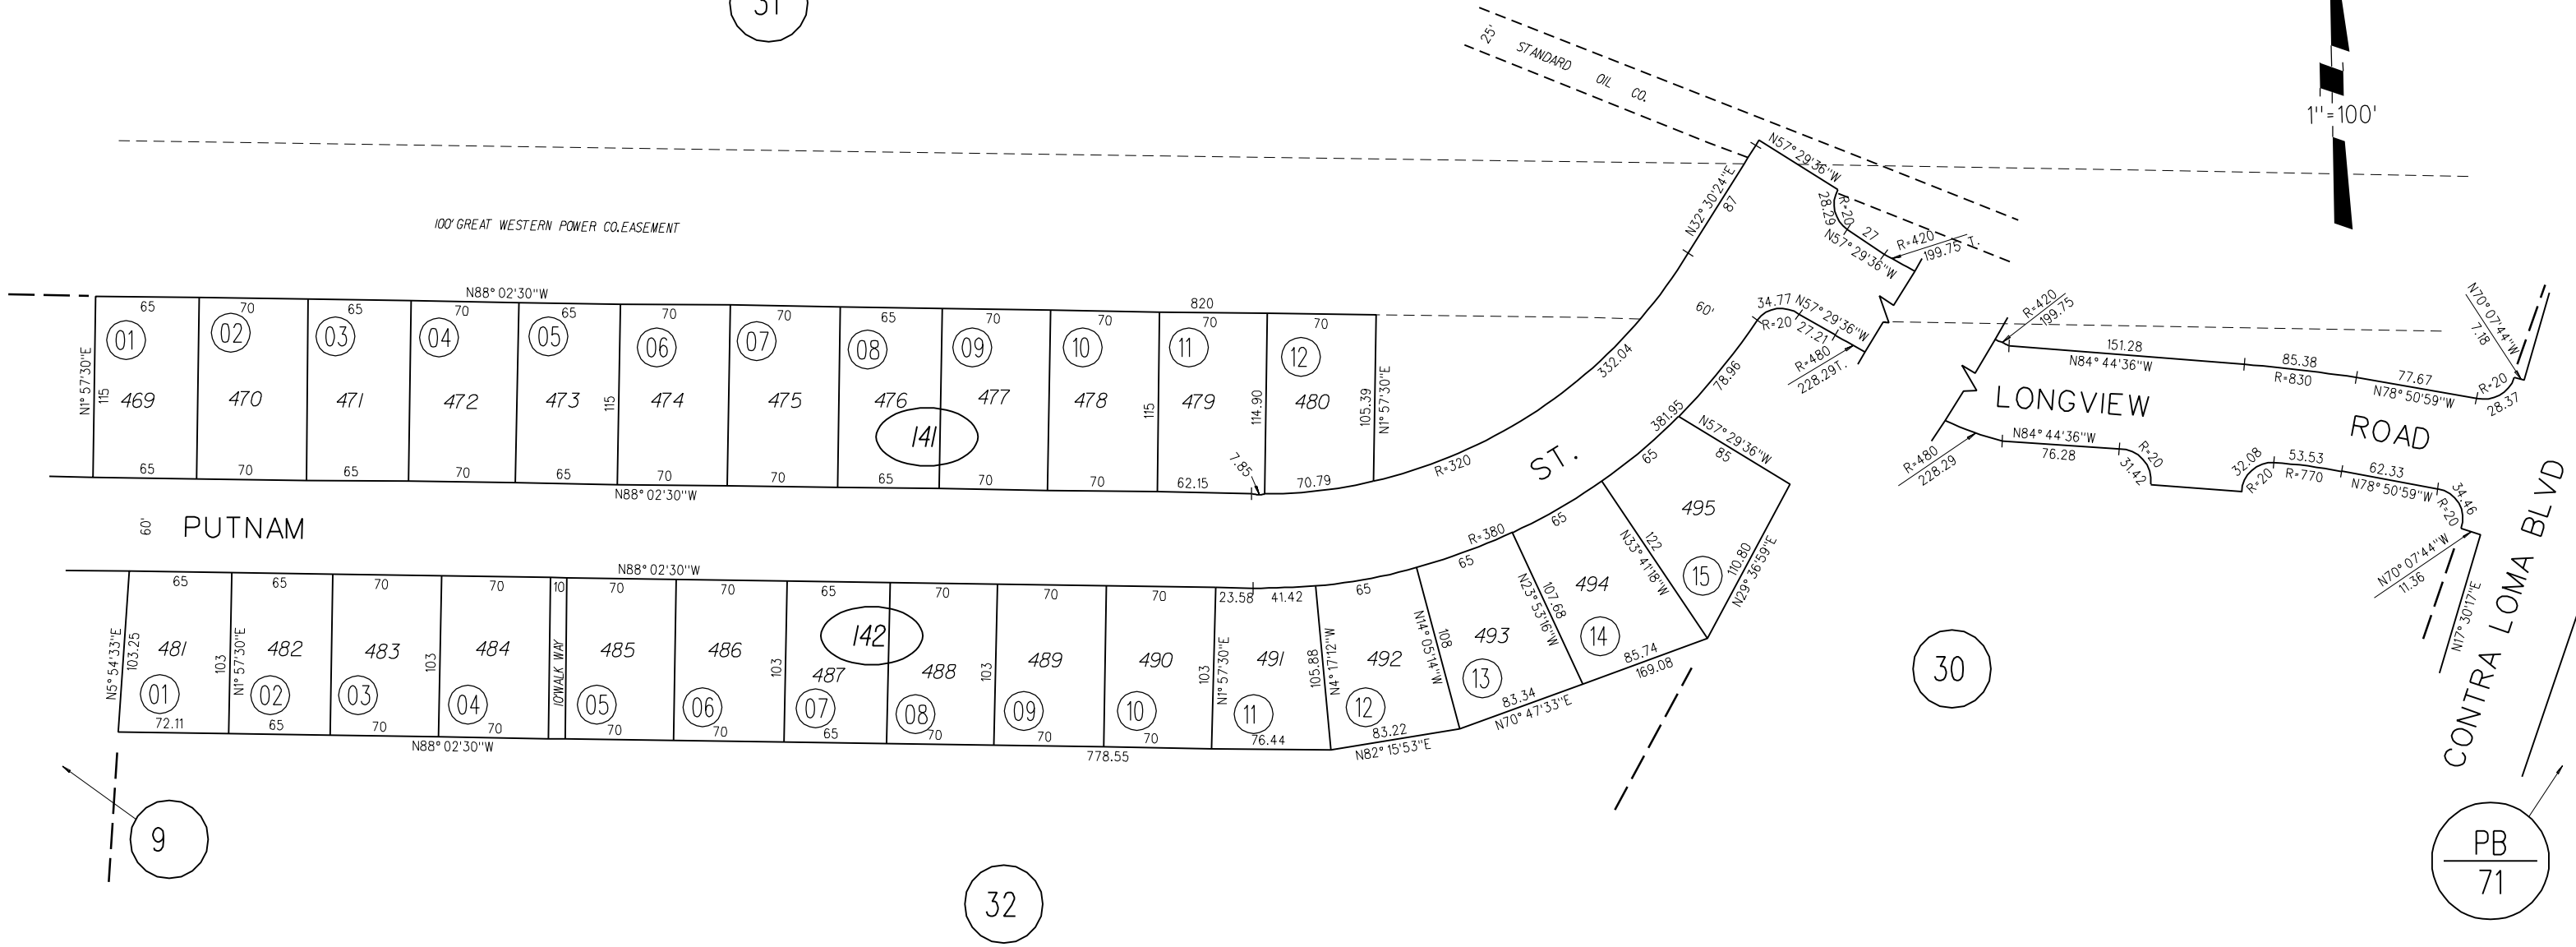 31
25'
STANDARD OIL CO.
1"=100'
N57°29'36"W
N32°30'24"E
87
R=20
28.29
27
N57°29'36"W
R=420
199.75 T.
100' GREAT WESTERN POWER CO.EASEMENT
N88°02'30"W
820
65 70 65 70 65 70 70 65 70 70 70 70
01 02 03 04 05 06 07 08 09 10 11 12
N1°57'30"E
115
469 470 471 472 473 115 474 475 476 477 478 115 479 114.90 480 105.39
N1°57'30"E
141
65 70 65 70 65 70 70 65 70 70 62.15 7.85 70.79
N88°02'30"W
R=320
332.04
60'
34.77
N57°29'36"W
R=20
27.21
R=480
228.29T.
78.96
381.95
R=420
199.75
151.28
N84°44'36"W
85.38
R=830
77.67
N78°50'59"W
R=20
28.37
N70°07'44"W
7.18
LONGVIEW ROAD
R=480
228.29
N84°44'36"W
76.28
R=20
31.42
32.08
R=20
53.53
R=770
62.33
N78°50'59"W
34.46
R=20
N70°07'44"W
11.36
N17°30'17"E
CONTRA LOMA BLVD
60'
PUTNAM ST.
N88°02'30"W
R=380
65 65 70 70 10 70 70 65 70 70 70 23.58 41.42 65 65 65 65
N57°29'36"W
85
N5°54'33"E
103.25
481
103
N1°57'30"E
482 483 103 484
10'WALK WAY
485 486 103 487 488 103 489 490 103
N1°57'30"E
491
105.88
N4°17'12"W
492
N14°05'14"W
108
493
N23°53'16"W
107.68
494
N33°41'18"W
122
495
110.80
N29°36'59"E
142
01 02 03 04 05 06 07 08 09 10 11 12 13 14 15
72.11 65 70 70 70 70 65 70 70 70 76.44 83.22 83.34 85.74
N88°02'30"W
778.55
N82°15'53"E
N70°47'33"E
169.08
30
9
32
PB
71